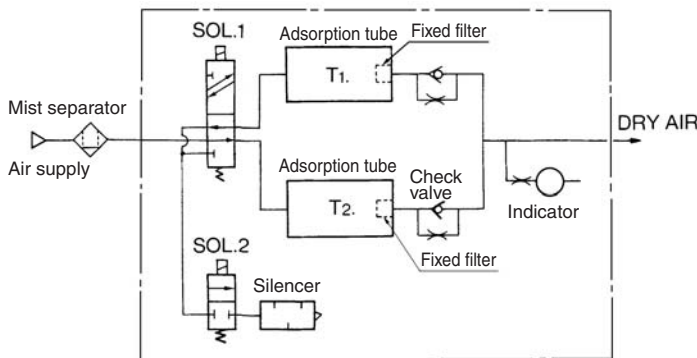 SOL.1
Adsorption tube
Fixed filter
T1.
Mist separator
Air supply
DRY AIR
Adsorption tube
Check
valve
T2.
Indicator
SOL.2
Silencer
Fixed filter